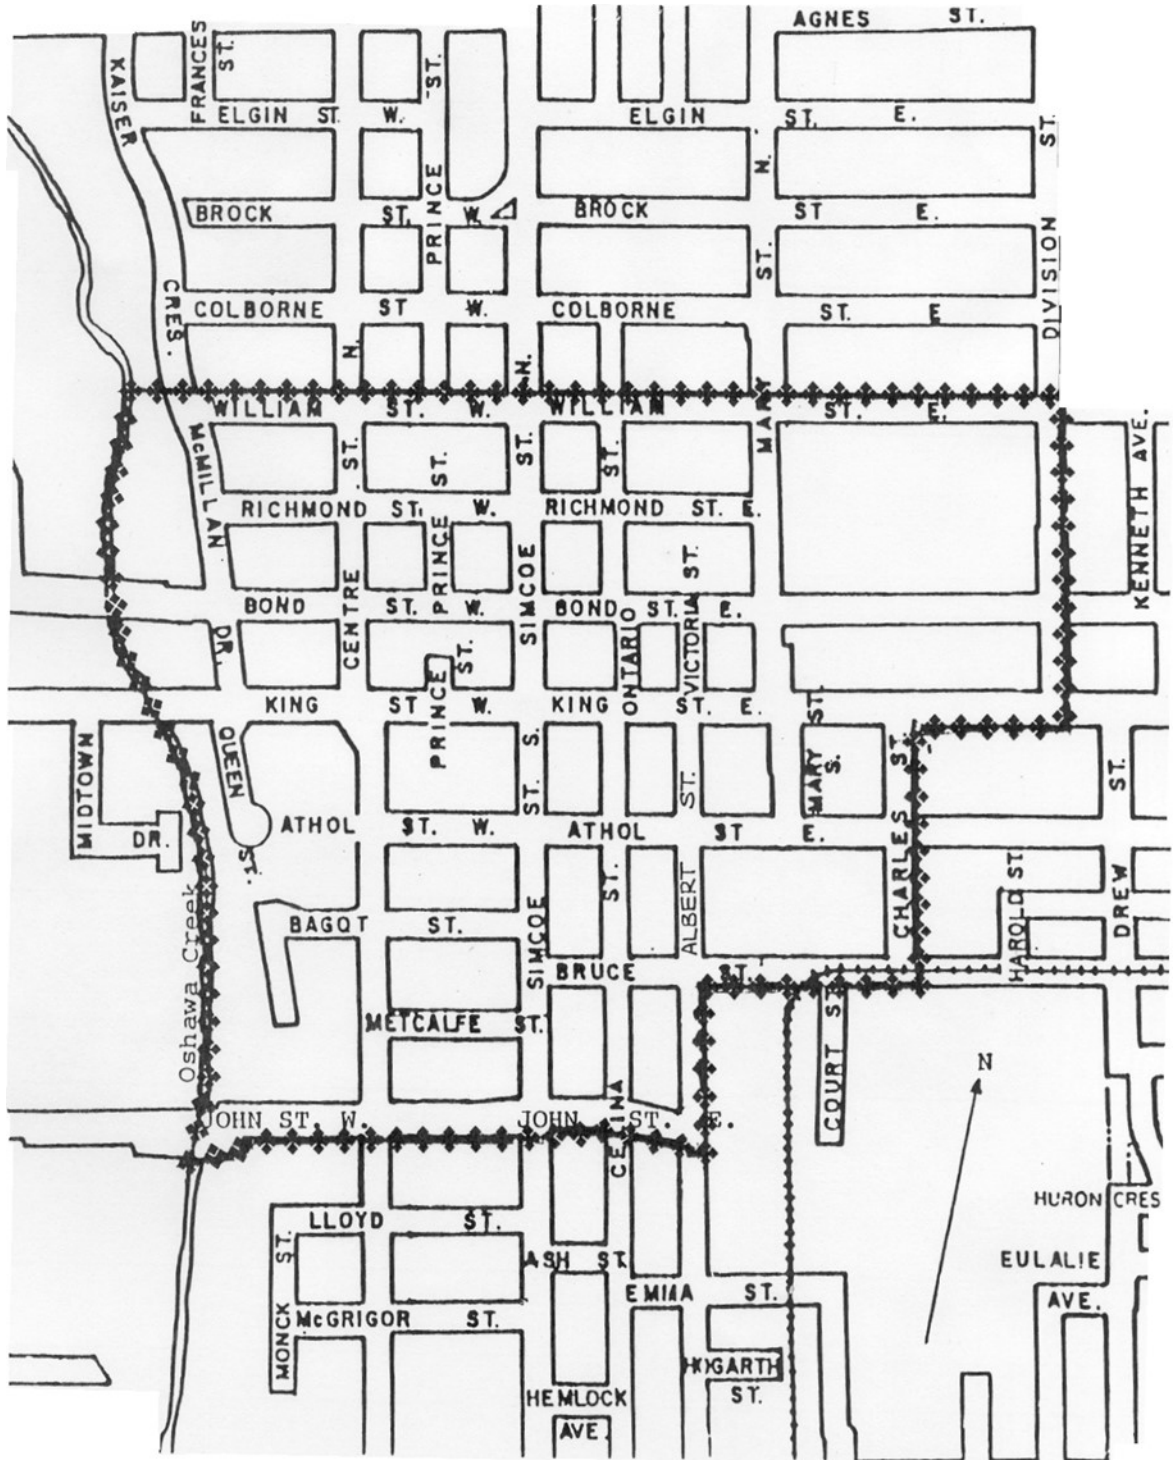 AGNES ST.
KAISER
FRANCES
ST.
ST.
ELGIN ST. W.
ELGIN ST. E.
ST.
N.
PRINCE
BROCK ST. W.
BROCK ST E.
DIVISION
ST.
CRES.
COLBORNE ST W.
COLBORNE ST. E
N.
N.
MARY
WILLIAM ST. W.
WILLIAM ST. E.
KENNETH AVE.
McMILLAN
ST.
ST.
ST.
ST.
RICHMOND ST. W.
RICHMOND ST. E.
PRINCE
SIMCOE
CENTRE
VICTORIA ST.
BOND ST. W.
BOND ST. E.
DR.
ST.
ONTARIO
KING ST W.
KING ST. E.
PRINCE
ST.
QUEEN
MIDTOWN
DR.
S.
ST.
ST.
MARY
S.
CHARLES
ST.
ST.
ATHOL ST. W.
ATHOL ST E.
ST.
Oshawa Creek
SIMCOE
ST.
ALBERT
HAROLD ST.
DREW
BAGOT ST.
BRUCE ST.
METCALFE ST.
COURT ST
N
CELINA
JOHN ST. W.
JOHN ST. E.
HURON CRES
LLOYD ST.
MONCK ST.
ASH ST.
EULALIE
AVE.
EMMA ST.
McGRIGOR ST.
HOGARTH
ST.
HEMLOCK
AVE.